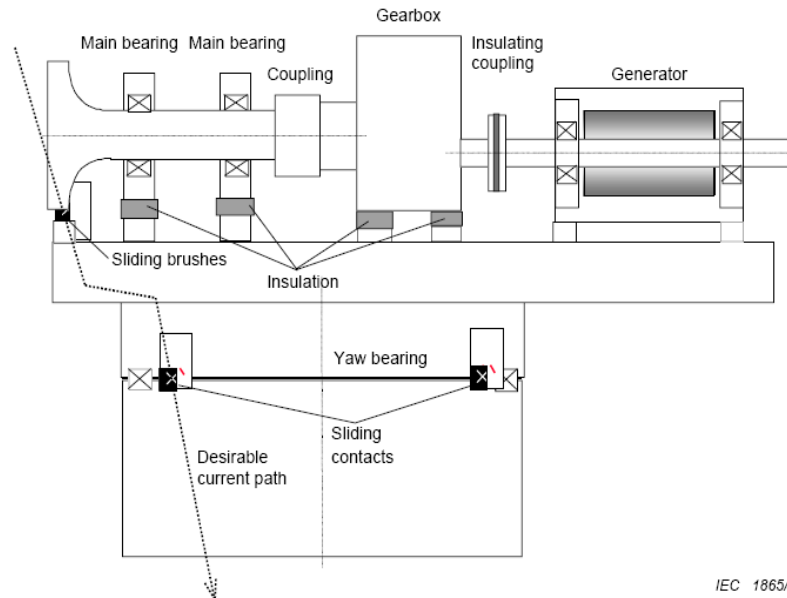 Gearbox
Main bearing
Main bearing
Insulating
coupling
Coupling
Generator
Sliding brushes
Insulation
Yaw bearing
Sliding
contacts
Desirable
current path
IEC 1865/